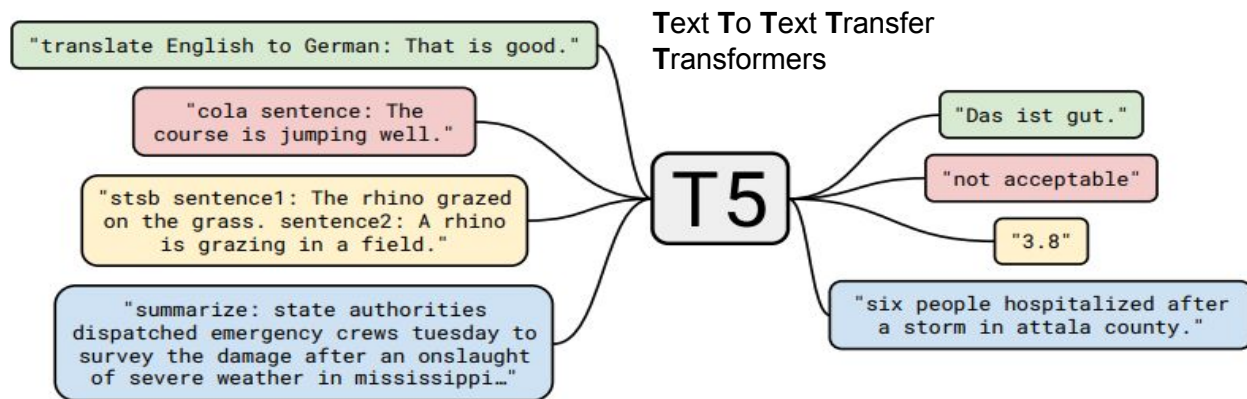 Text To Text Transfer
Transformers
"translate English to German: That is good."
"cola sentence: The
course is jumping well."
"stsb sentence1: The rhino grazed
on the grass. sentence2: A rhino
is grazing in a field."
"summarize: state authorities
dispatched emergency crews tuesday to
survey the damage after an onslaught
of severe weather in mississippi…"
T5
"Das ist gut."
"not acceptable"
"3.8"
"six people hospitalized after
a storm in attala county."